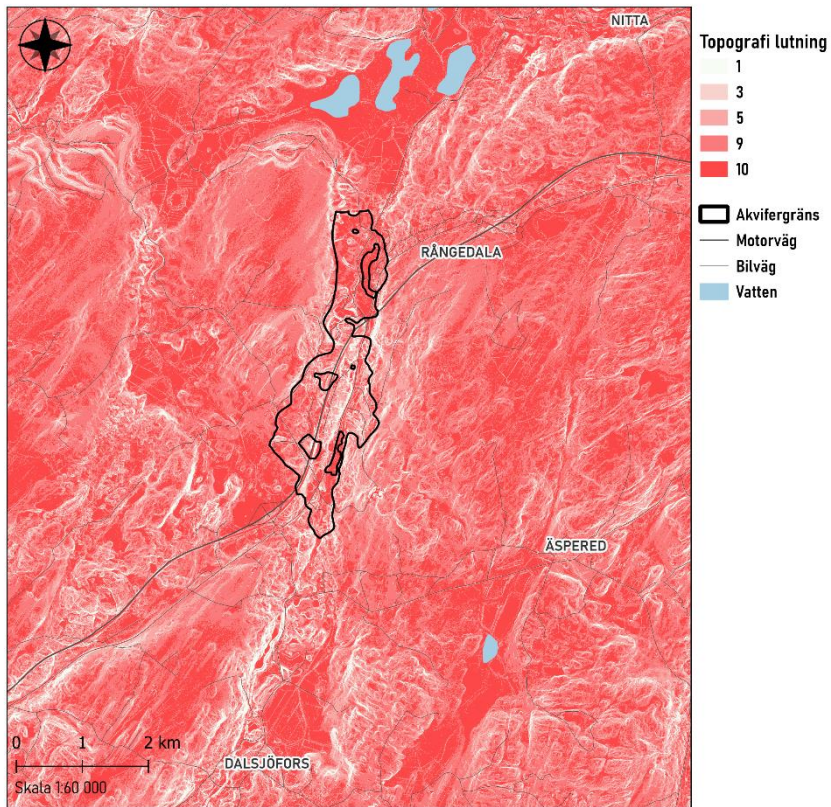 NITTA
RÅNGEDALA
ÄSPERED
DALSJÖFORS
0 1 2 km
Skala 1:60 000
Topografi lutning
1
3
5
9
10
Akvifergräns
Motorväg
Bilväg
Vatten